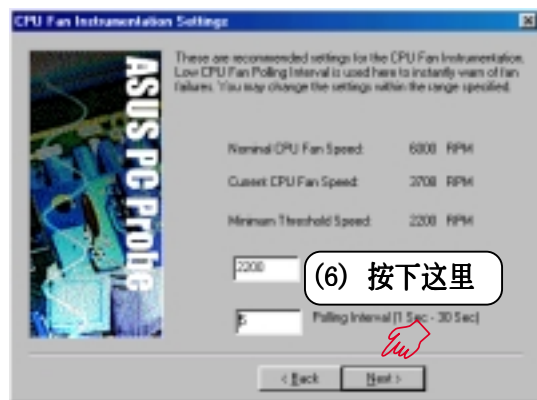 CPU Fan Instrumentation Settings
ASUS PC Probe
These are recommended settings for the CPU Fan Instrumentation.
Low CPU Fan Polling Interval is used here to instantly warn of fan
failures. You may change the settings within the range specified.
Nominal CPU Fan Speed: 6000 RPM
Current CPU Fan Speed: 3708 RPM
Minimum Threshold Speed: 2200 RPM
2200
(6) 按下这里
5 Polling Interval (1 Sec - 30 Sec)
< Back Next >